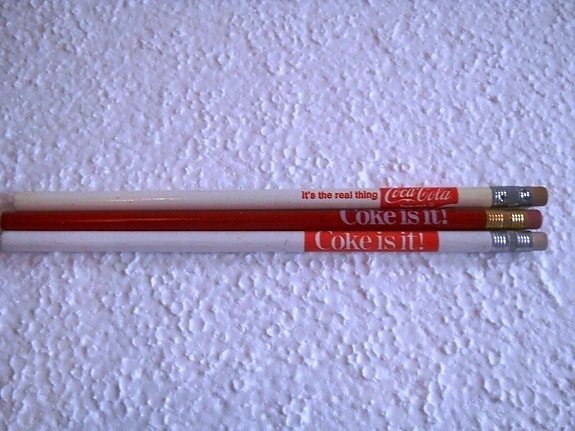 It's the real thing Coca-Cola
Coke is it!
Coke is it!